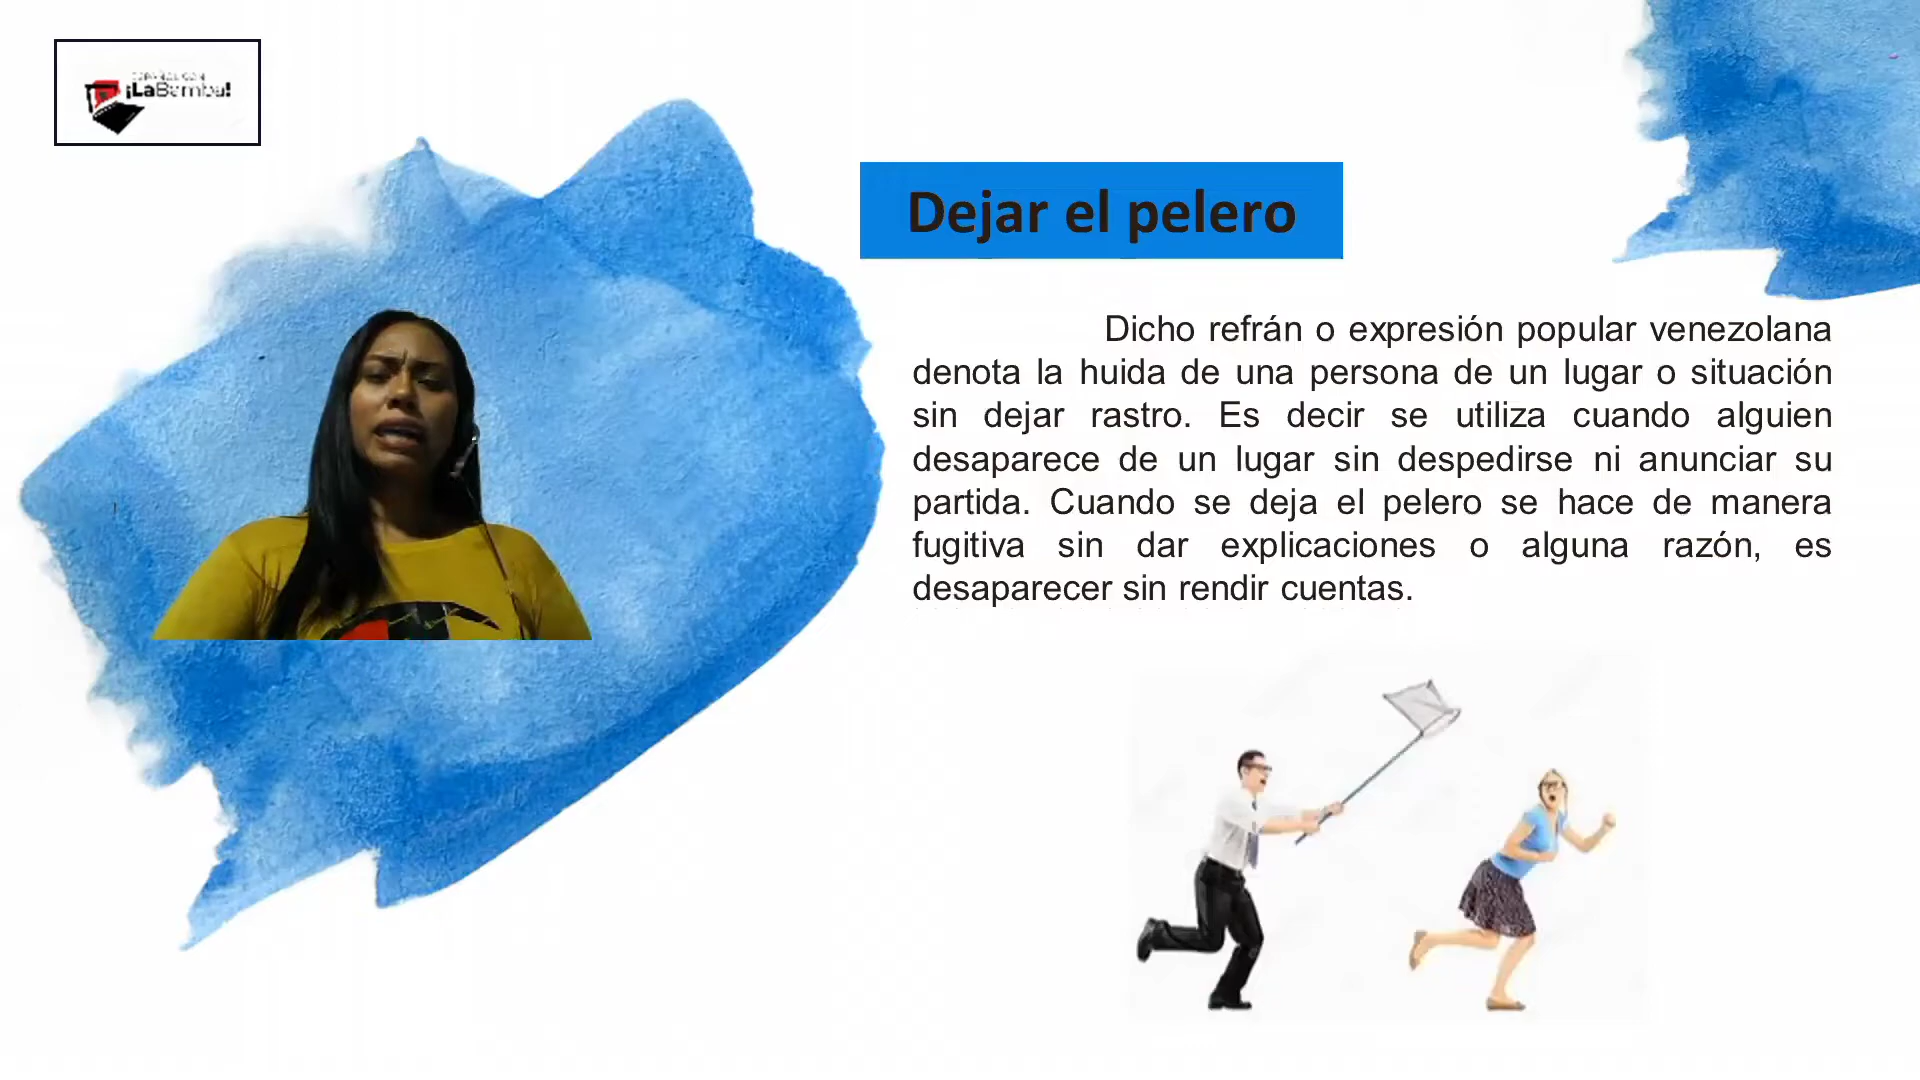 ¡LaBamba!
Dejar el pelero
Dicho refrán o expresión popular venezolana
denota la huida de una persona de un lugar o situación
sin dejar rastro. Es decir se utiliza cuando alguien
desaparece de un lugar sin despedirse ni anunciar su
partida. Cuando se deja el pelero se hace de manera
fugitiva sin dar explicaciones o alguna razón, es
desaparecer sin rendir cuentas.